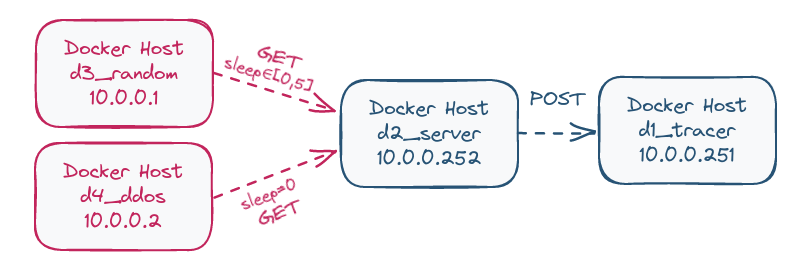 Docker Host
d3_random
10.0.0.1
GET
sleep∈[0,5]
Docker Host
d4_ddos
10.0.0.2
sleep=0
GET
Docker Host
d2_server
10.0.0.252
POST
Docker Host
d1_tracer
10.0.0.251